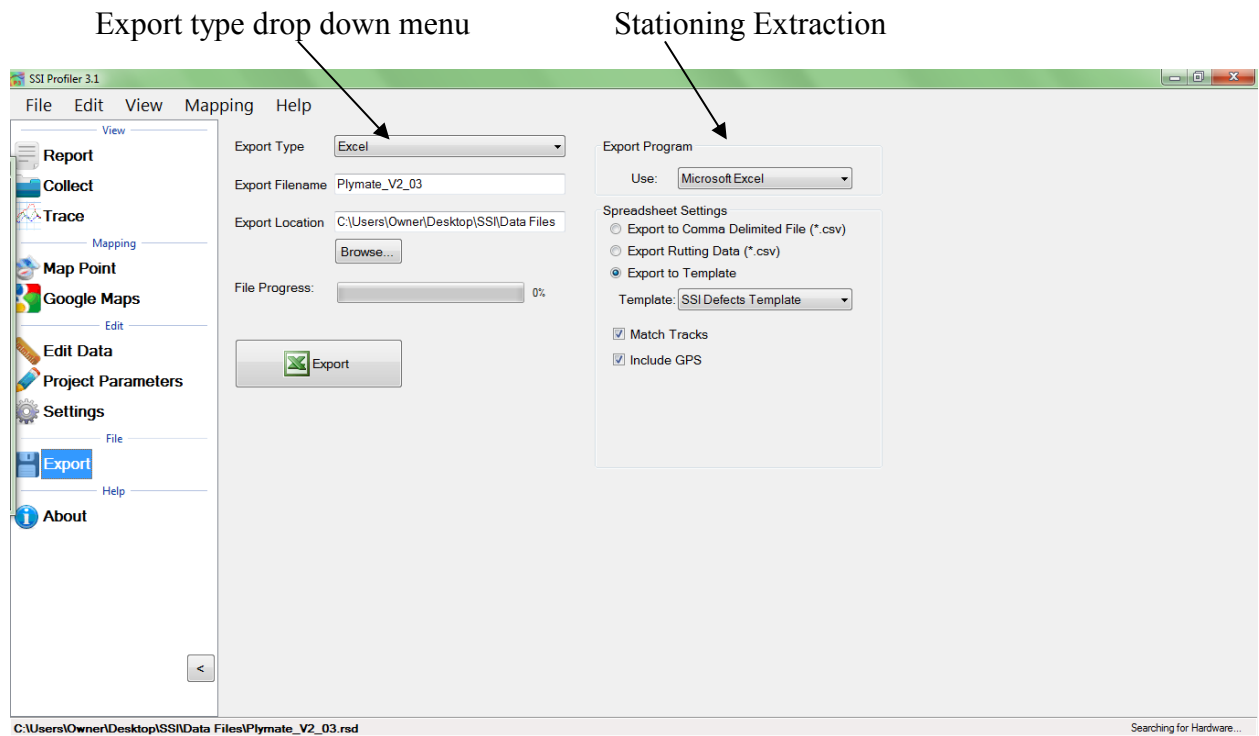 Export type drop down menu
Stationing Extraction
SSI Profiler 3.1
File Edit View Mapping Help
View
Report
Collect
Trace
Mapping
Map Point
Google Maps
Edit
Edit Data
Project Parameters
Settings
File
Export
Help
About
<
Export Type Excel
Export Filename Plymate_V2_03
Export Location C:\Users\Owner\Desktop\SSI\Data Files
Browse...
File Progress: 0%
Export
Export Program
Use: Microsoft Excel
Spreadsheet Settings
Export to Comma Delimited File (*.csv)
Export Rutting Data (*.csv)
Export to Template
Template: SSI Defects Template
Match Tracks
Include GPS
C:\Users\Owner\Desktop\SSI\Data Files\Plymate_V2_03.rsd
Searching for Hardware...